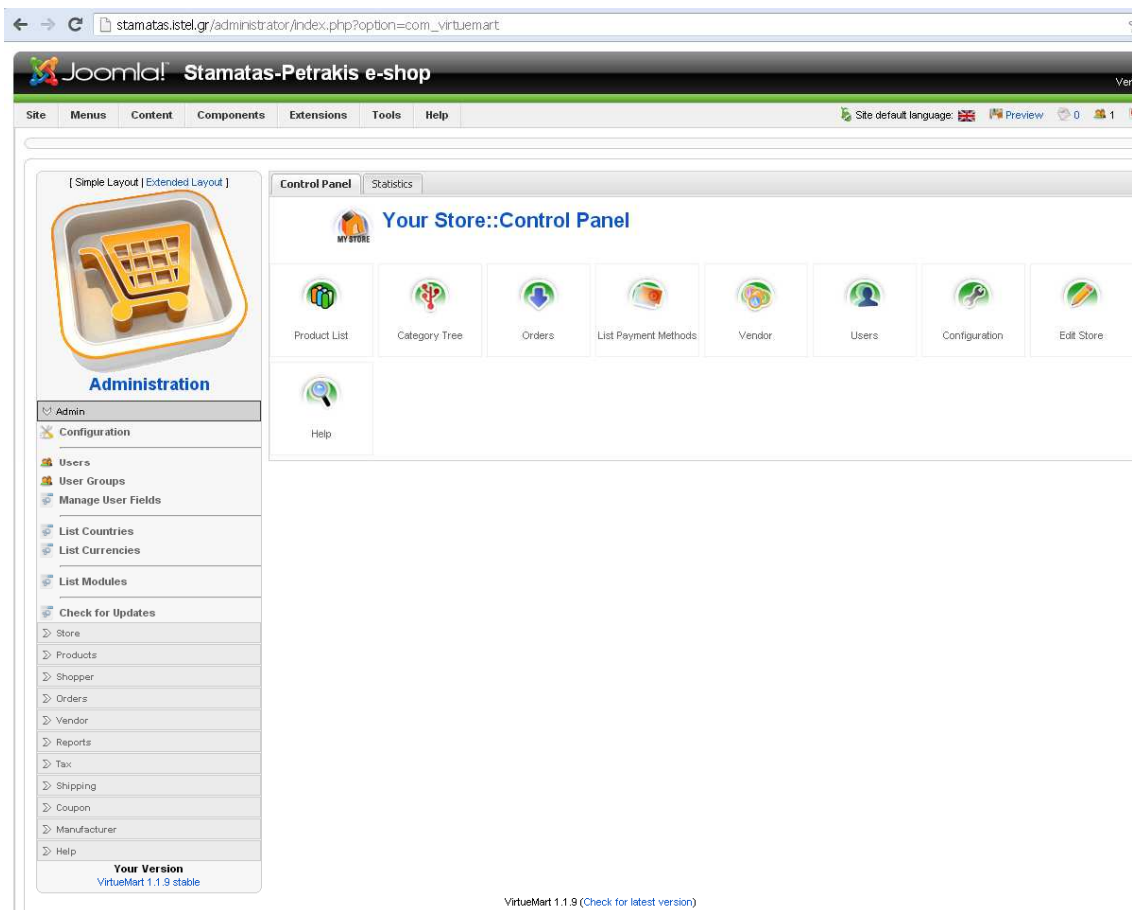 stamatas.istel.gr/administrator/index.php?option=com_virtuemart
Joomla! Stamatas-Petrakis e-shop
Ver
Site Menus Content Components Extensions Tools Help Site default language: Preview 0 1
[ Simple Layout | Extended Layout ]
Control Panel Statistics
MY STORE
Your Store::Control Panel
Product List Category Tree Orders List Payment Methods Vendor Users Configuration Edit Store
Help
Administration
Admin
Configuration
Users
User Groups
Manage User Fields
List Countries
List Currencies
List Modules
Check for Updates
Store
Products
Shopper
Orders
Vendor
Reports
Tax
Shipping
Coupon
Manufacturer
Help
Your Version
VirtueMart 1.1.9 stable
VirtueMart 1.1.9 (Check for latest version)